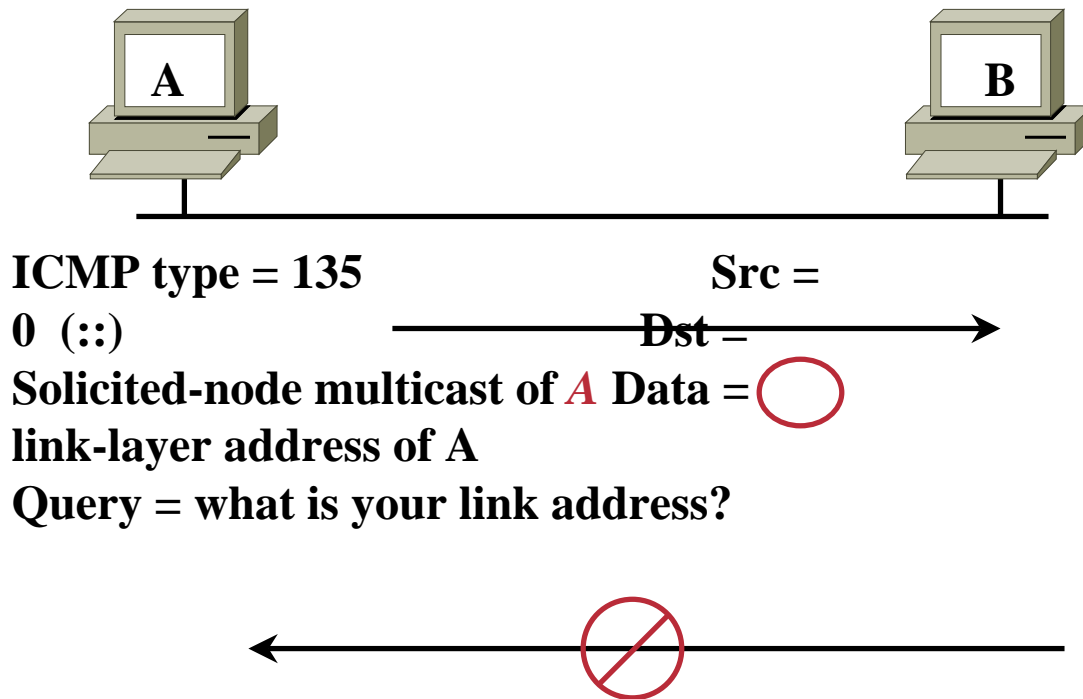 A
B
ICMP type = 135 Src =
0 (::) Dst =
Solicited-node multicast of A Data =
link-layer address of A
Query = what is your link address?